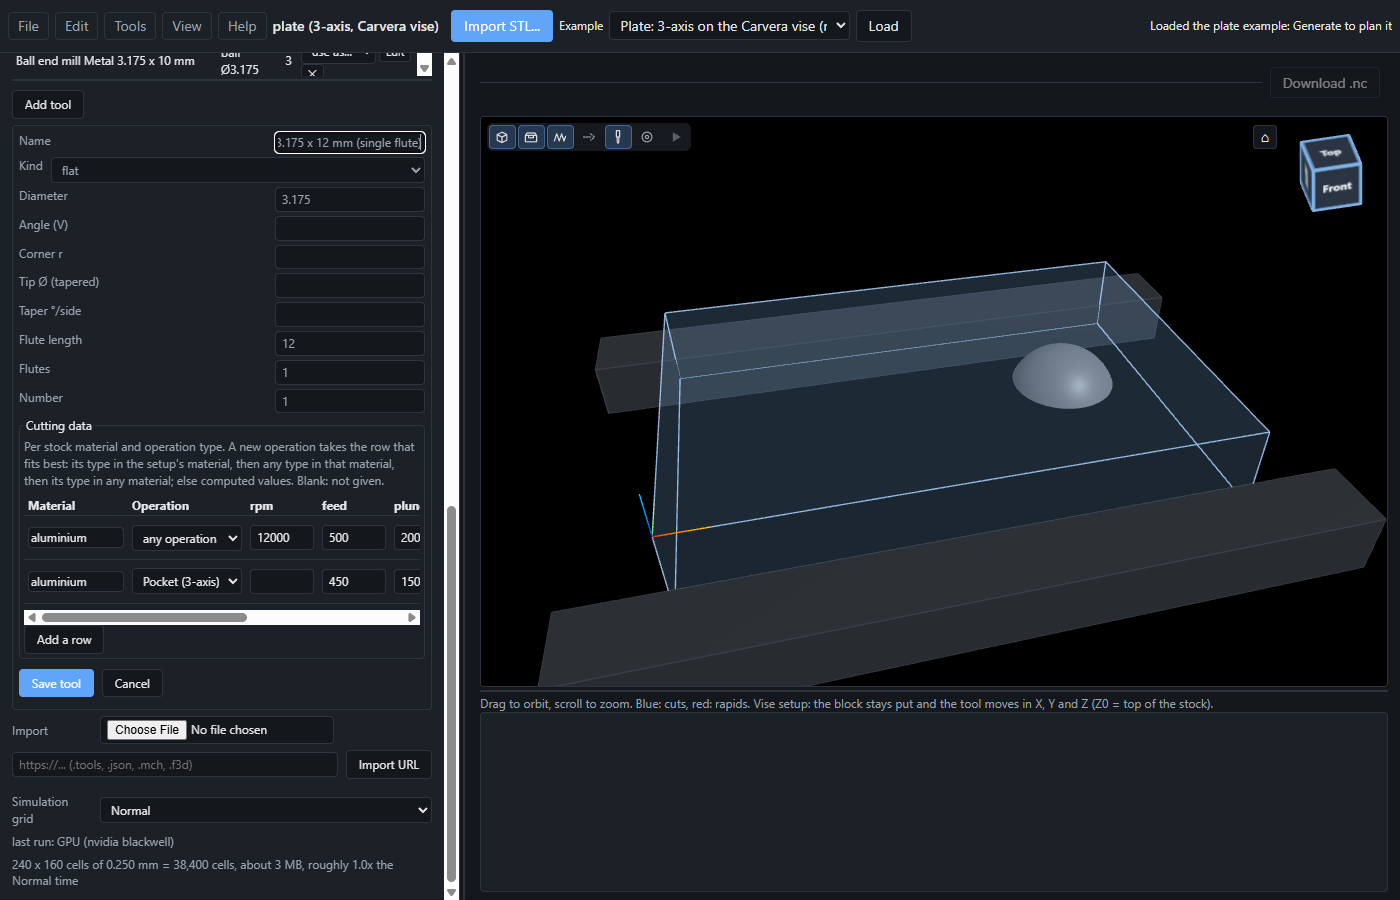 File Edit Tools View Help plate (3-axis, Carvera vise) Import STL... Example Plate: 3-axis on the Carvera vise (r Load Loaded the plate example: Generate to plan it
Ball end mill Metal 3.175 x 10 mm Ball Ø3.175 3 use as... Edit ✕
Add tool
Name 3.175 x 12 mm (single flute)
Kind flat
Diameter 3.175
Angle (V)
Corner r
Tip Ø (tapered)
Taper °/side
Flute length 12
Flutes 1
Number 1
Cutting data
Per stock material and operation type. A new operation takes the row that
fits best: its type in the setup's material, then any type in that material,
then its type in any material; else computed values. Blank: not given.
Material Operation rpm feed
aluminium any operation 12000 500 200
aluminium Pocket (3-axis) 450 150
Add a row
Save tool Cancel
Import Choose File No file chosen
https://... (.tools, .json, .mch, .f3d) Import URL
Simulation
grid
Normal
last run: GPU (nvidia blackwell)
240 x 160 cells of 0.250 mm = 38,400 cells, about 3 MB, roughly 1.0x the
Normal time
Download .nc
Top
Front
Drag to orbit, scroll to zoom. Blue: cuts, red: rapids. Vise setup: the block stays put and the tool moves in X, Y and Z (Z0 = top of the stock).